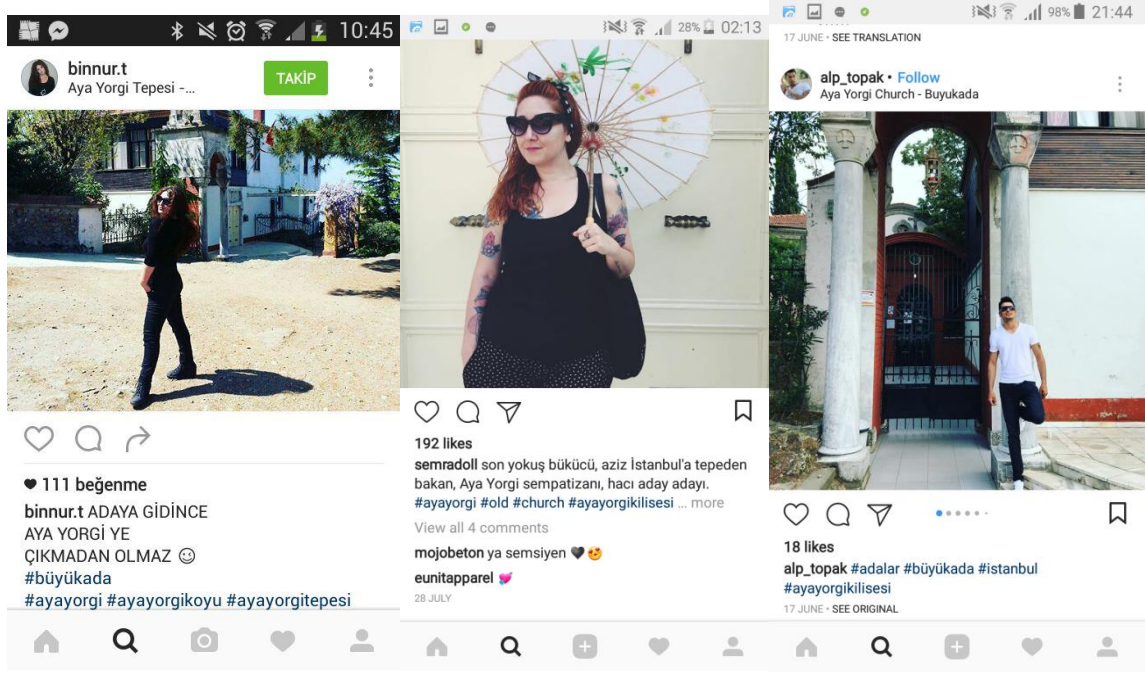 10:45
binnur.t
Aya Yorgi Tepesi -...
TAKİP
111 beğenme
binnur.t ADAYA GİDİNCE
AYA YORGİ YE
ÇIKMADAN OLMAZ ☺
#büyükada
#ayayorgi #ayayorgikoyu #ayayorgitepesi
28% 02:13
192 likes
semradoll son yokuş bükücü, aziz İstanbul'a tepeden
bakan, Aya Yorgi sempatizanı, hacı aday adayı.
#ayayorgi #old #church #ayayorgikilisesi ... more
View all 4 comments
mojobeton ya semsiyen 🖤😍
eunitapparel 💘
28 JULY
98% 21:44
17 JUNE • SEE TRANSLATION
alp_topak • Follow
Aya Yorgi Church - Buyukada
18 likes
alp_topak #adalar #büyükada #istanbul
#ayayorgikilisesi
17 JUNE • SEE ORIGINAL